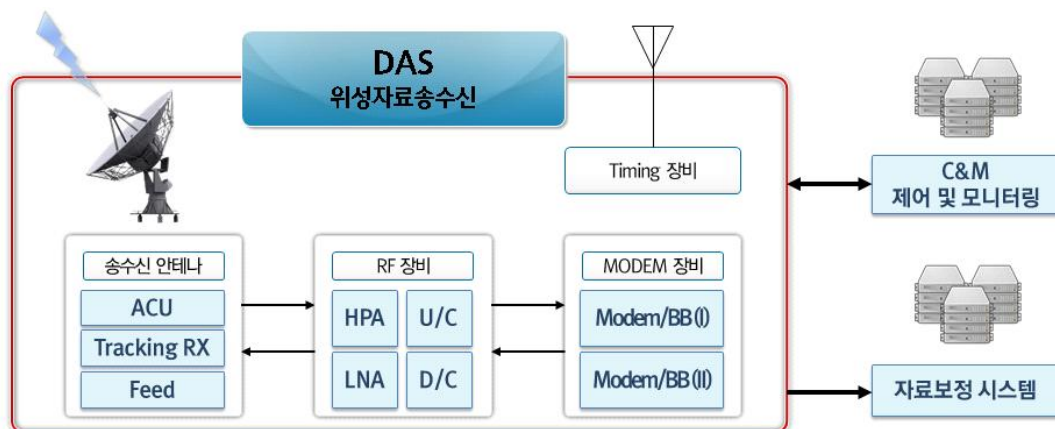 DAS
위성자료송수신
Timing 장비
C&M
제어 및 모니터링
송수신 안테나
ACU
Tracking RX
Feed
RF 장비
HPA
U/C
LNA
D/C
MODEM 장비
Modem/BB(I)
Modem/BB(II)
자료보정 시스템